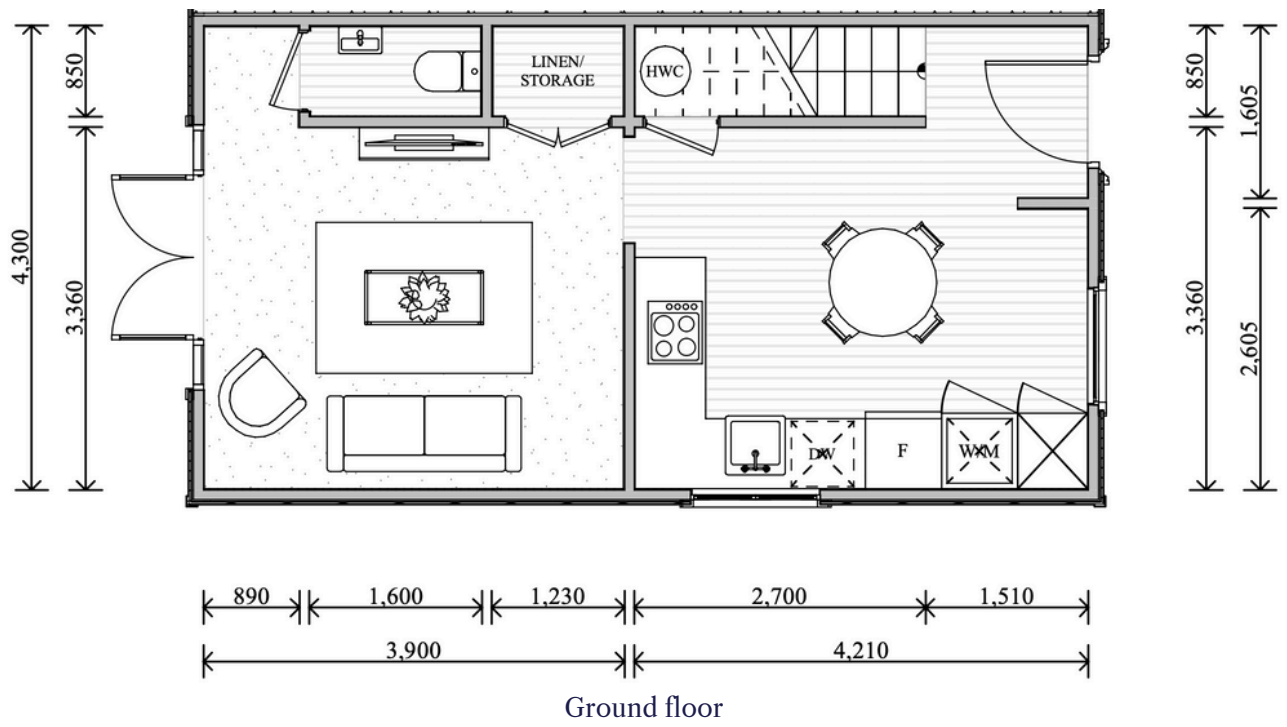 850
4,300
3,360
LINEN/
STORAGE
HWC
850
1,605
3,360
2,605
DW
F
WM
890
1,600
1,230
2,700
1,510
3,900
4,210
Ground floor